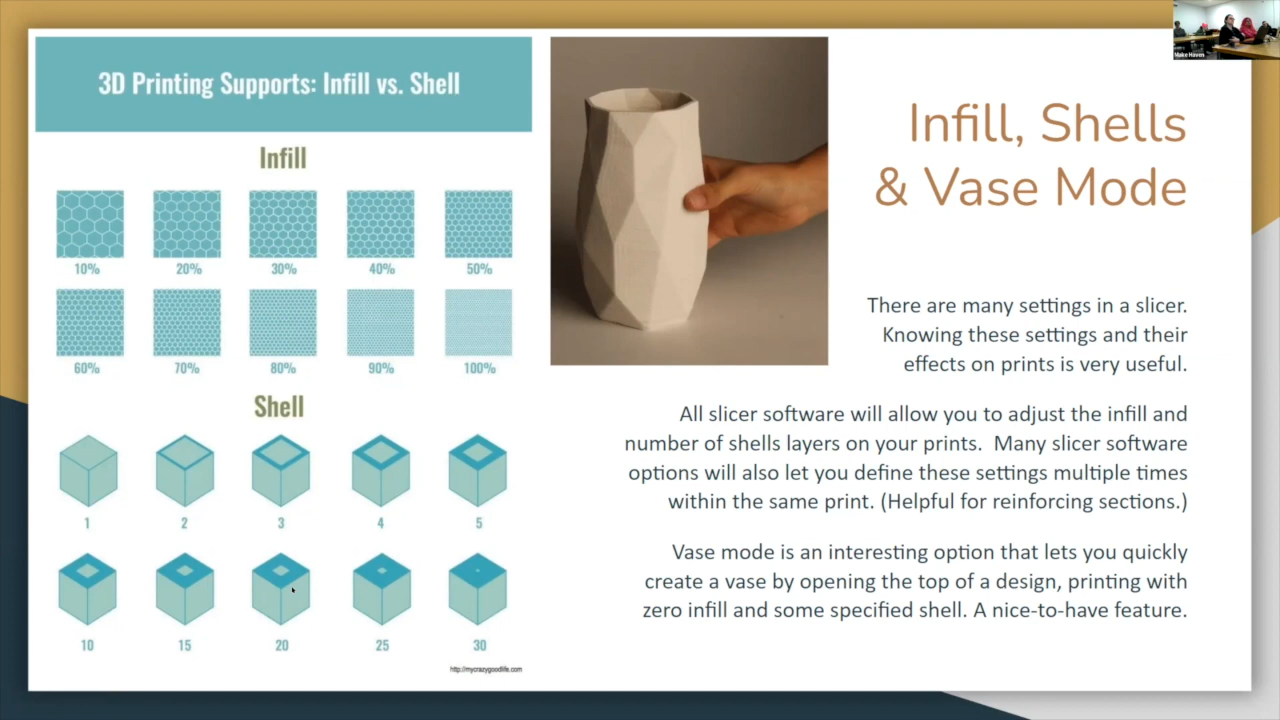 3D Printing Supports: Infill vs. Shell
Infill
10% 20% 30% 40% 50%
60% 70% 80% 90% 100%
Shell
1 2 3 4 5
10 15 20 25 30
http://mycrazygoodlife.com
Make Haven
Infill, Shells
& Vase Mode
There are many settings in a slicer.
Knowing these settings and their
effects on prints is very useful.
All slicer software will allow you to adjust the infill and
number of shells layers on your prints.  Many slicer software
options will also let you define these settings multiple times
within the same print. (Helpful for reinforcing sections.)
Vase mode is an interesting option that lets you quickly
create a vase by opening the top of a design, printing with
zero infill and some specified shell. A nice-to-have feature.